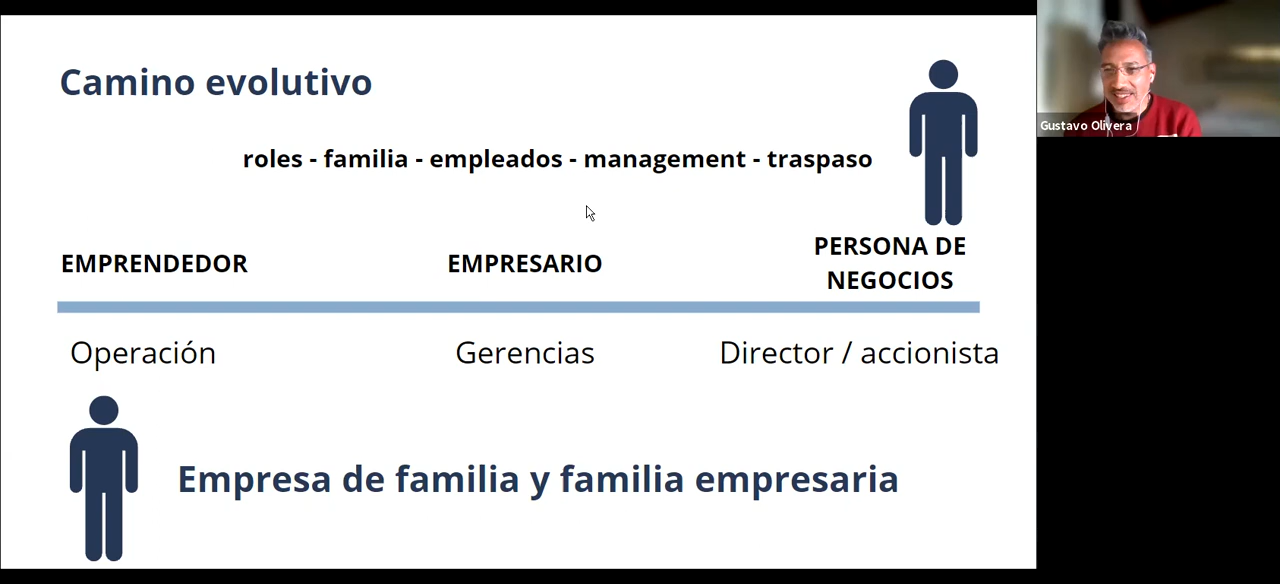 Camino evolutivo
Gustavo Olivera
roles - familia - empleados - management - traspaso
EMPRENDEDOR
EMPRESARIO
PERSONA DE
NEGOCIOS
Operación
Gerencias
Director / accionista
Empresa de familia y familia empresaria